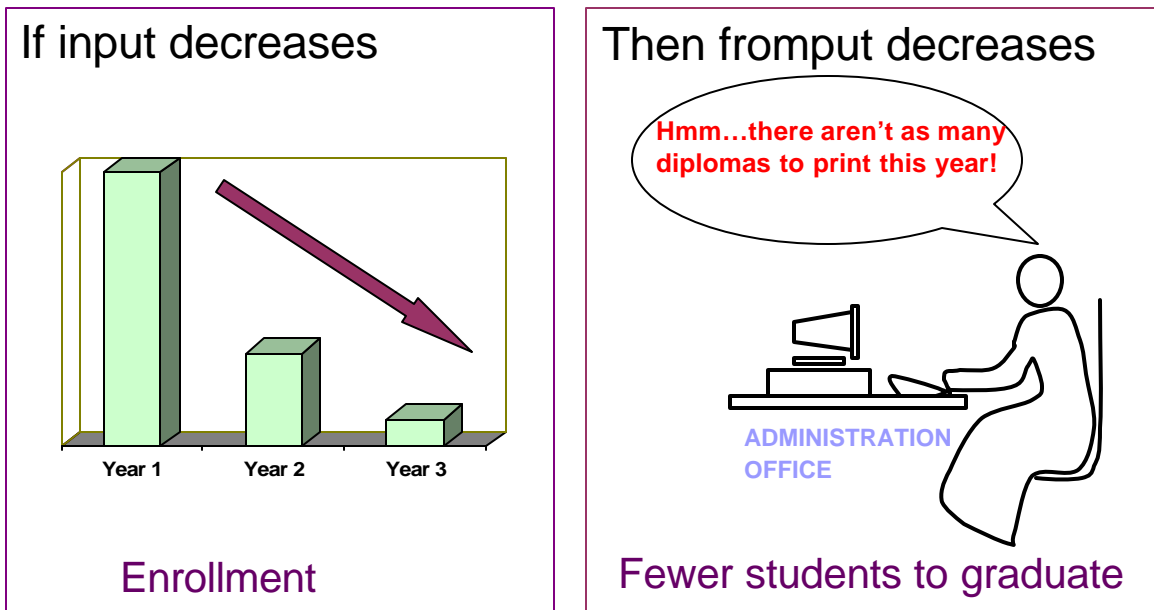 If input decreases
Year 1
Year 2
Year 3
Enrollment
Then fromput decreases
Hmm…there aren’t as many
diplomas to print this year!
ADMINISTRATION
OFFICE
Fewer students to graduate